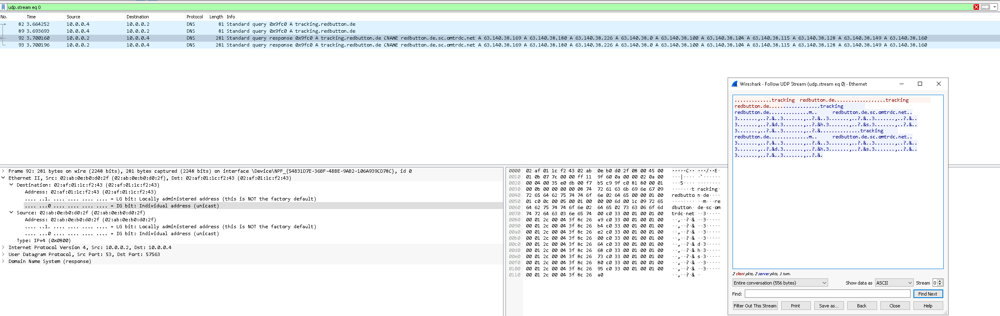 udp.stream eq 0
No. Time Source Destination Protocol Length Info
82 3.664252 10.0.0.4 10.0.0.2 DNS 81 Standard query 0x9fc0 A tracking.redbutton.de
89 3.693693 10.0.0.4 10.0.0.2 DNS 81 Standard query 0x9fc0 A tracking.redbutton.de
92 3.700160 10.0.0.2 10.0.0.4 DNS 281 Standard query response 0x9fc0 A tracking.redbutton.de CNAME redbutton.de.sc.omtrdc.net A 63.140.38.169 A 63.140.38.180 A 63.140.38.226 A 63.140.38.0 A 63.140.38.100 A 63.140.38.104 A 63.140.38.115 A 63.140.38.128 A 63.140.38.149 A 63.140.38.160
93 3.700196 10.0.0.2 10.0.0.4 DNS 281 Standard query response 0x9fc0 A tracking.redbutton.de CNAME redbutton.de.sc.omtrdc.net A 63.140.38.169 A 63.140.38.180 A 63.140.38.226 A 63.140.38.0 A 63.140.38.100 A 63.140.38.104 A 63.140.38.115 A 63.140.38.128 A 63.140.38.149 A 63.140.38.160
Wireshark · Follow UDP Stream (udp.stream eq 0) · Ethernet
.............tracking redbutton.de..................tracking
redbutton.de..................tracking
redbutton.de..............m.. redbutton.de.sc.omtrdc.net..
3.......,..?.&..3.......,..?.&..3.......,..?.&..3.......,..?.&..
3.......,..?.&d.3.......,..?.&h.3.......,..?.&s.3.......,..?.&..
3.......,..?.&..3.......,..?.&..............tracking
redbutton.de..............m.. redbutton.de.sc.omtrdc.net..
3.......,..?.&..3.......,..?.&..3.......,..?.&..3.......,..?.&..
3.......,..?.&d.3.......,..?.&h.3.......,..?.&s.3.......,..?.&..
3.......,..?.&..3.......,..?.&.
2 client pkts, 2 server pkts, 1 turn.
Entire conversation (556 bytes) Show data as ASCII Stream 0
Find: Find Next
Filter Out This Stream Print Save as... Back Close Help
Frame 92: 281 bytes on wire (2248 bits), 281 bytes captured (2248 bits) on interface \Device\NPF_{54B31D7E-36BF-4BBE-9AB2-106A939CD78C}, id 0
Ethernet II, Src: 02:ab:0e:b0:d0:2f (02:ab:0e:b0:d0:2f), Dst: 02:af:01:1c:f2:43 (02:af:01:1c:f2:43)
Destination: 02:af:01:1c:f2:43 (02:af:01:1c:f2:43)
Address: 02:af:01:1c:f2:43 (02:af:01:1c:f2:43)
.... ..1. .... .... .... .... = LG bit: Locally administered address (this is NOT the factory default)
.... ...0 .... .... .... .... = IG bit: Individual address (unicast)
Source: 02:ab:0e:b0:d0:2f (02:ab:0e:b0:d0:2f)
Address: 02:ab:0e:b0:d0:2f (02:ab:0e:b0:d0:2f)
.... ..1. .... .... .... .... = LG bit: Locally administered address (this is NOT the factory default)
.... ...0 .... .... .... .... = IG bit: Individual address (unicast)
Type: IPv4 (0x0800)
Internet Protocol Version 4, Src: 10.0.0.2, Dst: 10.0.0.4
User Datagram Protocol, Src Port: 53, Dst Port: 57563
Domain Name System (response)
0000 02 af 01 1c f2 43 02 ab 0e b0 d0 2f 08 00 45 00 ·····C·· ···/··E·
0010 01 0b 07 7c 00 00 ff 11 9f 60 0a 00 00 02 0a 00 ···|···· ·`······
0020 00 04 00 35 e0 db 00 f7 b5 c9 9f c0 81 80 00 01 ···5···· ········
0030 00 0b 00 00 00 00 08 74 72 61 63 6b 69 6e 67 09 ·······t racking·
0040 72 65 64 62 75 74 74 6f 6e 02 64 65 00 00 01 00 redbutto n·de····
0050 01 c0 0c 00 05 00 01 00 00 00 6d 00 1c 09 72 65 ········ ··m···re
0060 64 62 75 74 74 6f 6e 02 64 65 02 73 63 06 6f 6d dbutton· de·sc·om
0070 74 72 64 63 03 6e 65 74 00 c0 33 00 01 00 01 00 trdc·net ··3·····
0080 00 01 2c 00 04 3f 8c 26 a9 c0 33 00 01 00 01 00 ··,··?·& ··3·····
0090 00 01 2c 00 04 3f 8c 26 b4 c0 33 00 01 00 01 00 ··,··?·& ··3·····
00a0 00 01 2c 00 04 3f 8c 26 e2 c0 33 00 01 00 01 00 ··,··?·& ··3·····
00b0 00 01 2c 00 04 3f 8c 26 00 c0 33 00 01 00 01 00 ··,··?·& ··3·····
00c0 00 01 2c 00 04 3f 8c 26 64 c0 33 00 01 00 01 00 ··,··?·& d·3·····
00d0 00 01 2c 00 04 3f 8c 26 68 c0 33 00 01 00 01 00 ··,··?·& h·3·····
00e0 00 01 2c 00 04 3f 8c 26 73 c0 33 00 01 00 01 00 ··,··?·& s·3·····
00f0 00 01 2c 00 04 3f 8c 26 80 c0 33 00 01 00 01 00 ··,··?·& ··3·····
0100 00 01 2c 00 04 3f 8c 26 95 c0 33 00 01 00 01 00 ··,··?·& ··3·····
0110 00 01 2c 00 04 3f 8c 26 a0 ··,··?·& ·